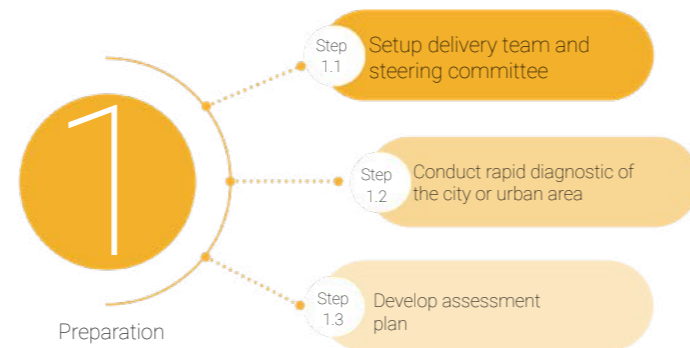 1
Preparation
Step
1.1
Setup delivery team and
steering committee
Step
1.2
Conduct rapid diagnostic of
the city or urban area
Step
1.3
Develop assessment
plan